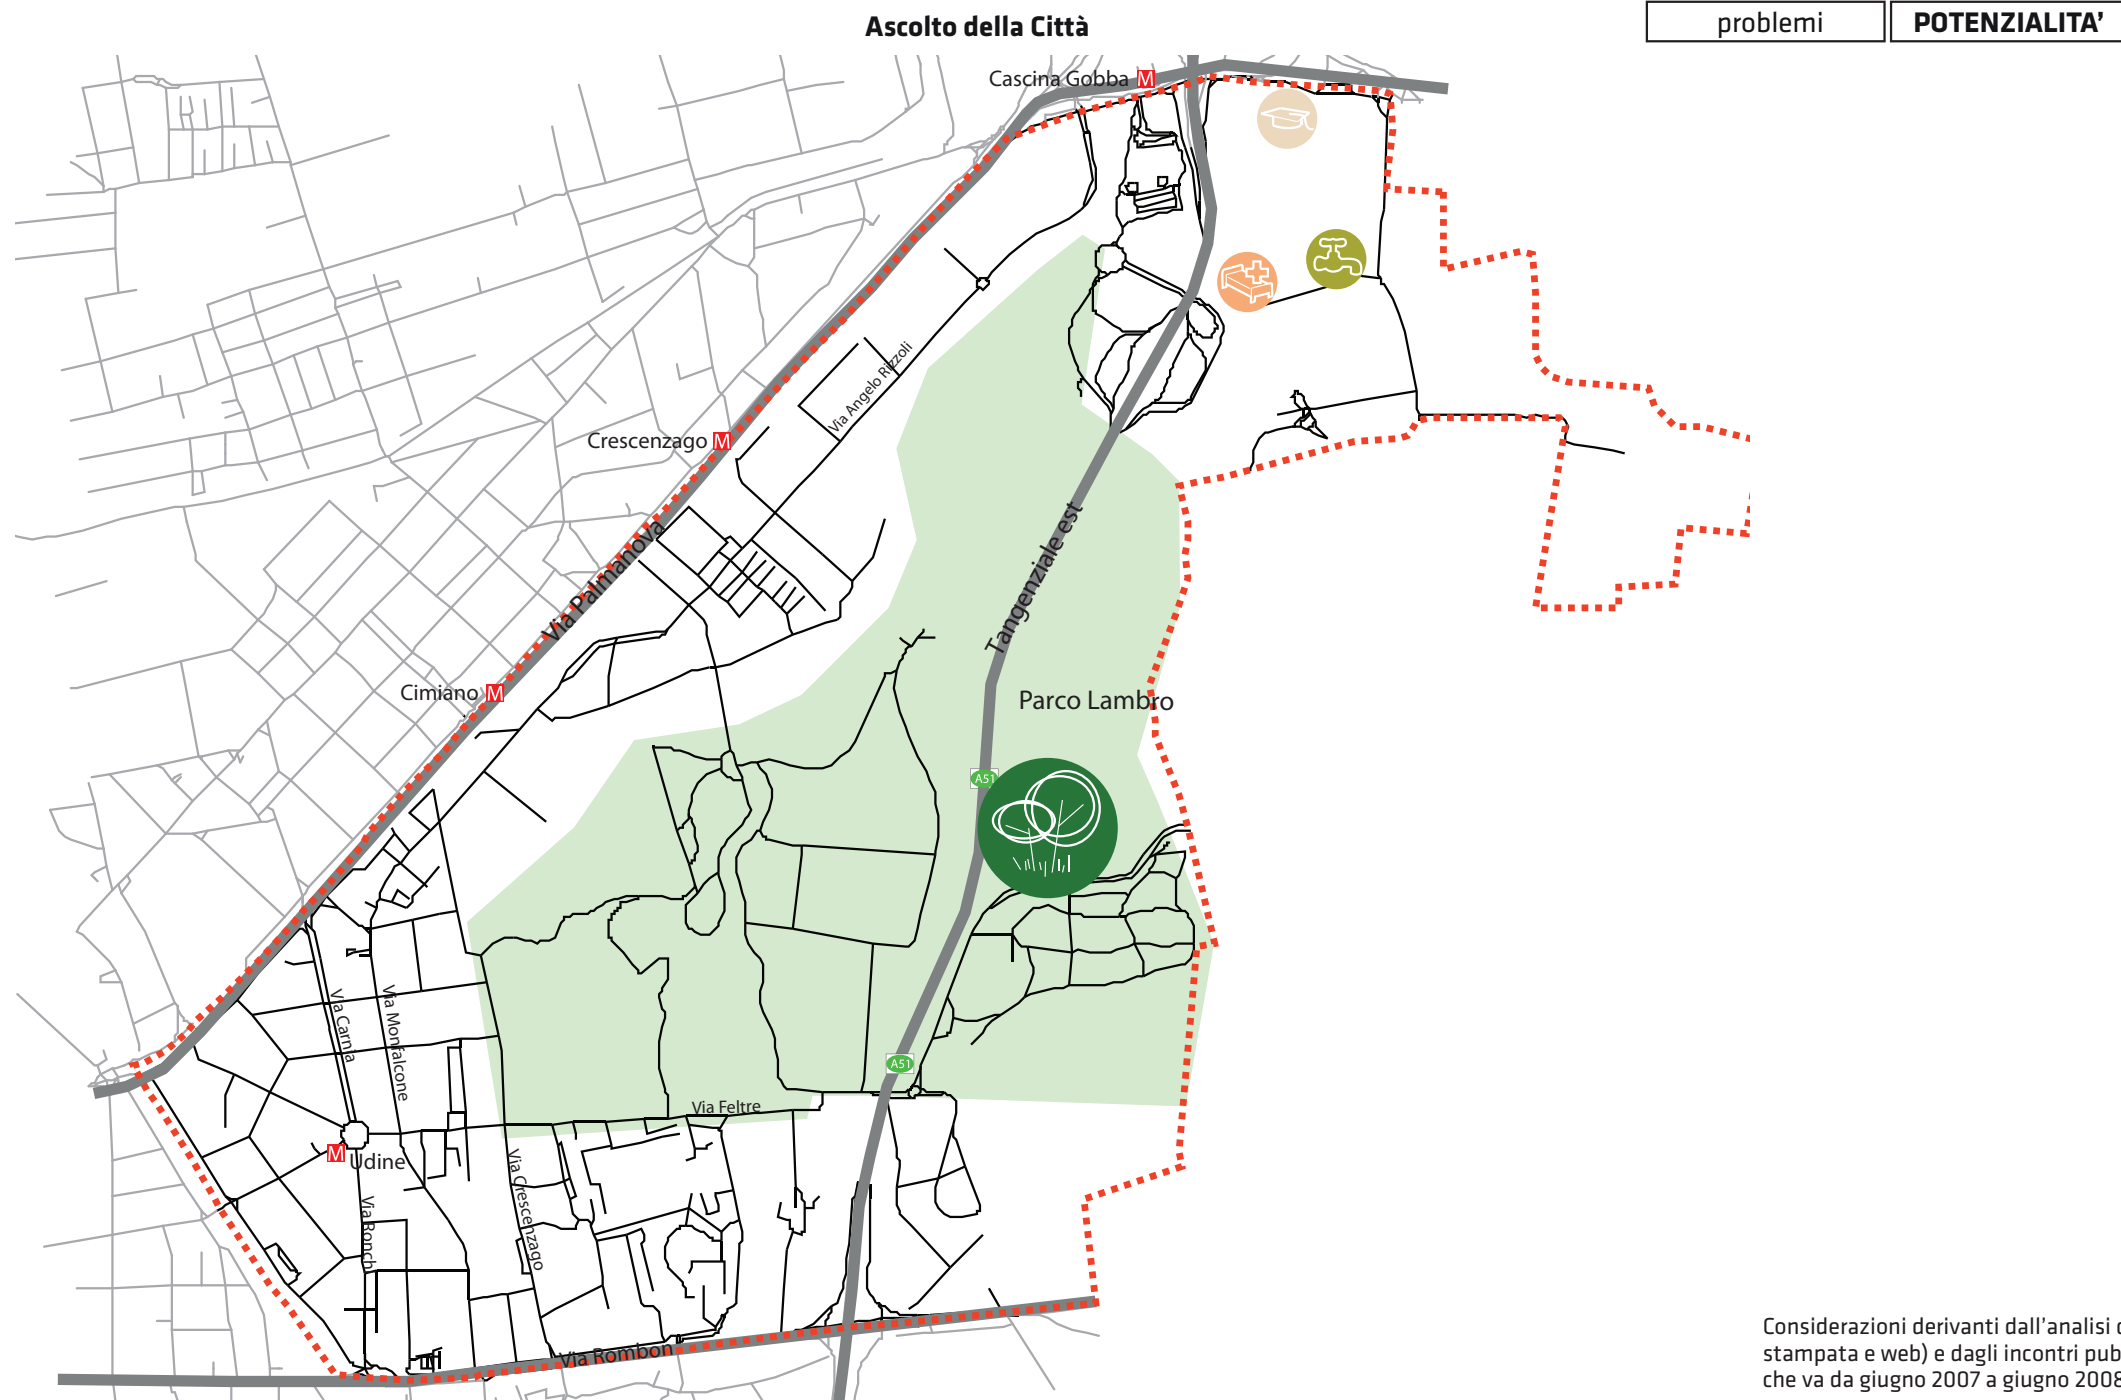 Ascolto della Città
problemi
POTENZIALITA'
Cascina Gobba M
Via Angelo Rizzoli
Crescenzago M
Via Palmanova
Tangenziale est
Cimiano M
Parco Lambro
A51
Via Carnia
Via Monfalcone
A51
Via Feltre
M Udine
Via Crescenzago
Via Ronchi
Via Rombon
Considerazioni derivanti dall'analisi
stampata e web) e dagli incontri pub
che va da giugno 2007 a giugno 2008